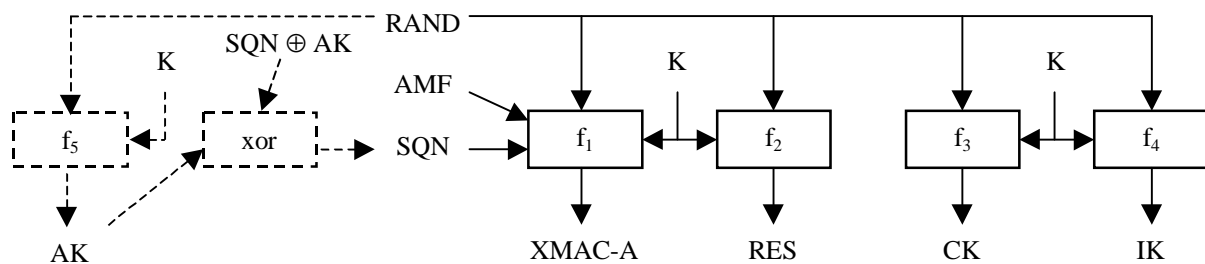 RAND
SQN ⊕ AK
K
K
K
AMF
f5
xor
SQN
f1
f2
f3
f4
AK
XMAC-A
RES
CK
IK